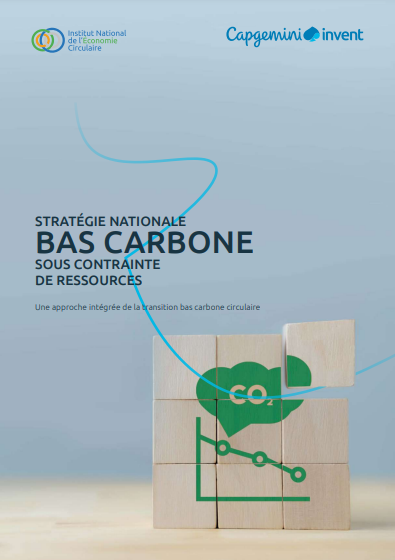 Institut National
de l'Économie
Circulaire
Capgemini invent
STRATÉGIE NATIONALE
BAS CARBONE
SOUS CONTRAINTE
DE RESSOURCES
Une approche intégrée de la transition bas carbone circulaire
CO₂